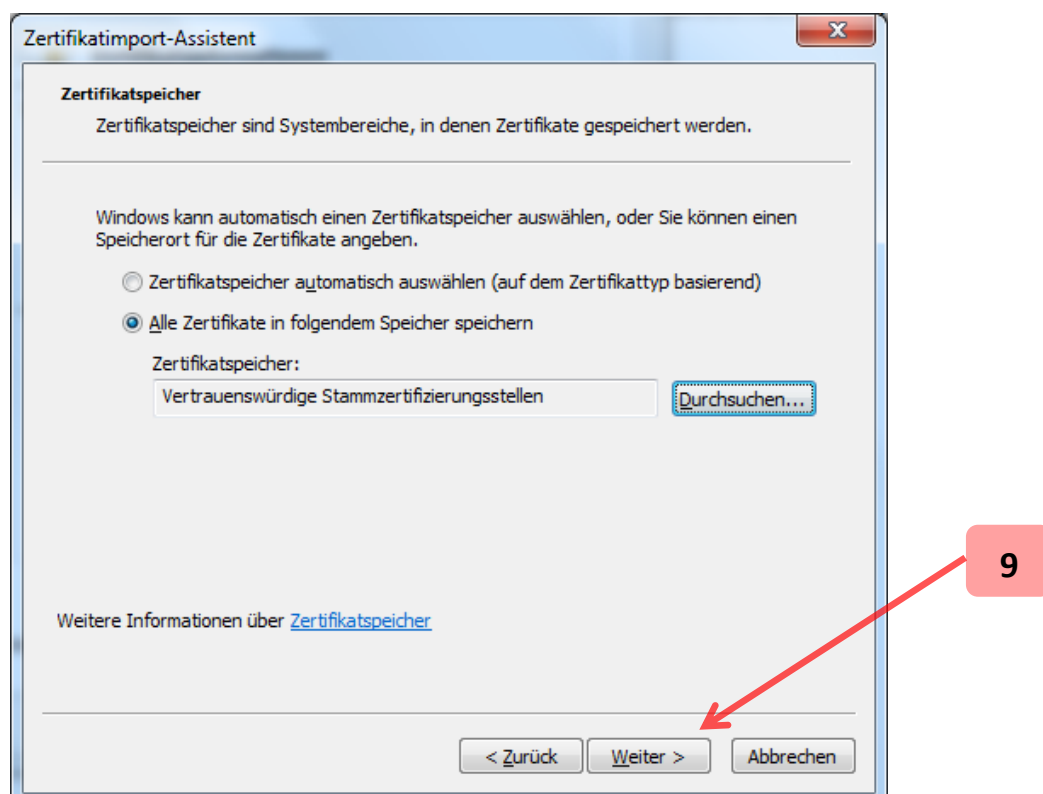 Zertifikatimport-Assistent
Zertifikatspeicher
Zertifikatspeicher sind Systembereiche, in denen Zertifikate gespeichert werden.
Windows kann automatisch einen Zertifikatspeicher auswählen, oder Sie können einen
Speicherort für die Zertifikate angeben.
Zertifikatspeicher automatisch auswählen (auf dem Zertifikattyp basierend)
Alle Zertifikate in folgendem Speicher speichern
Zertifikatspeicher:
Vertrauenswürdige Stammzertifizierungsstellen
Durchsuchen...
9
Weitere Informationen über Zertifikatspeicher
< Zurück
Weiter >
Abbrechen